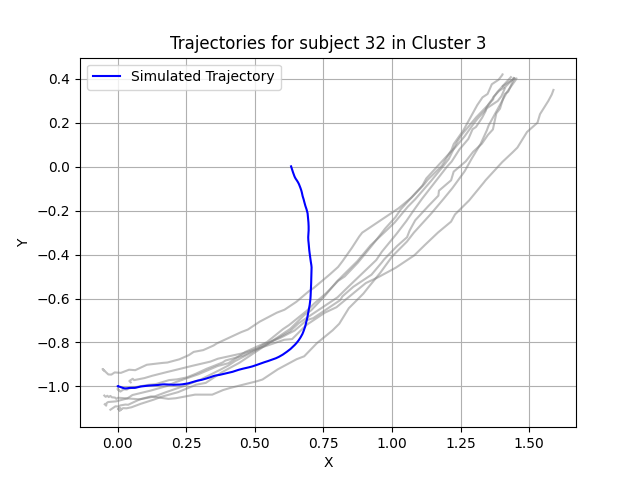 Trajectories for subject 32 in Cluster 3
Simulated Trajectory
0.4
0.2
0.0
−0.2
−0.4
−0.6
−0.8
−1.0
Y
0.00 0.25 0.50 0.75 1.00 1.25 1.50
X